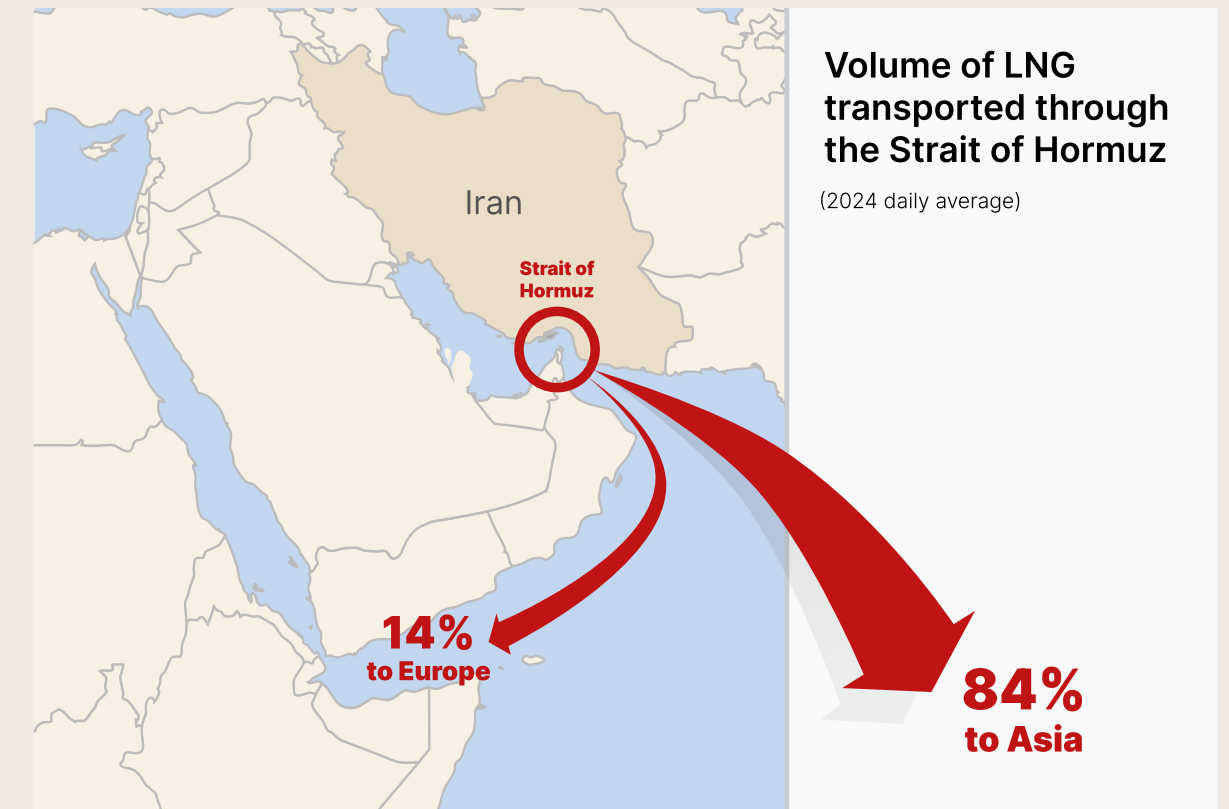 Volume of LNG
transported through
the Strait of Hormuz
(2024 daily average)
Iran
Strait of
Hormuz
14%
to Europe
84%
to Asia